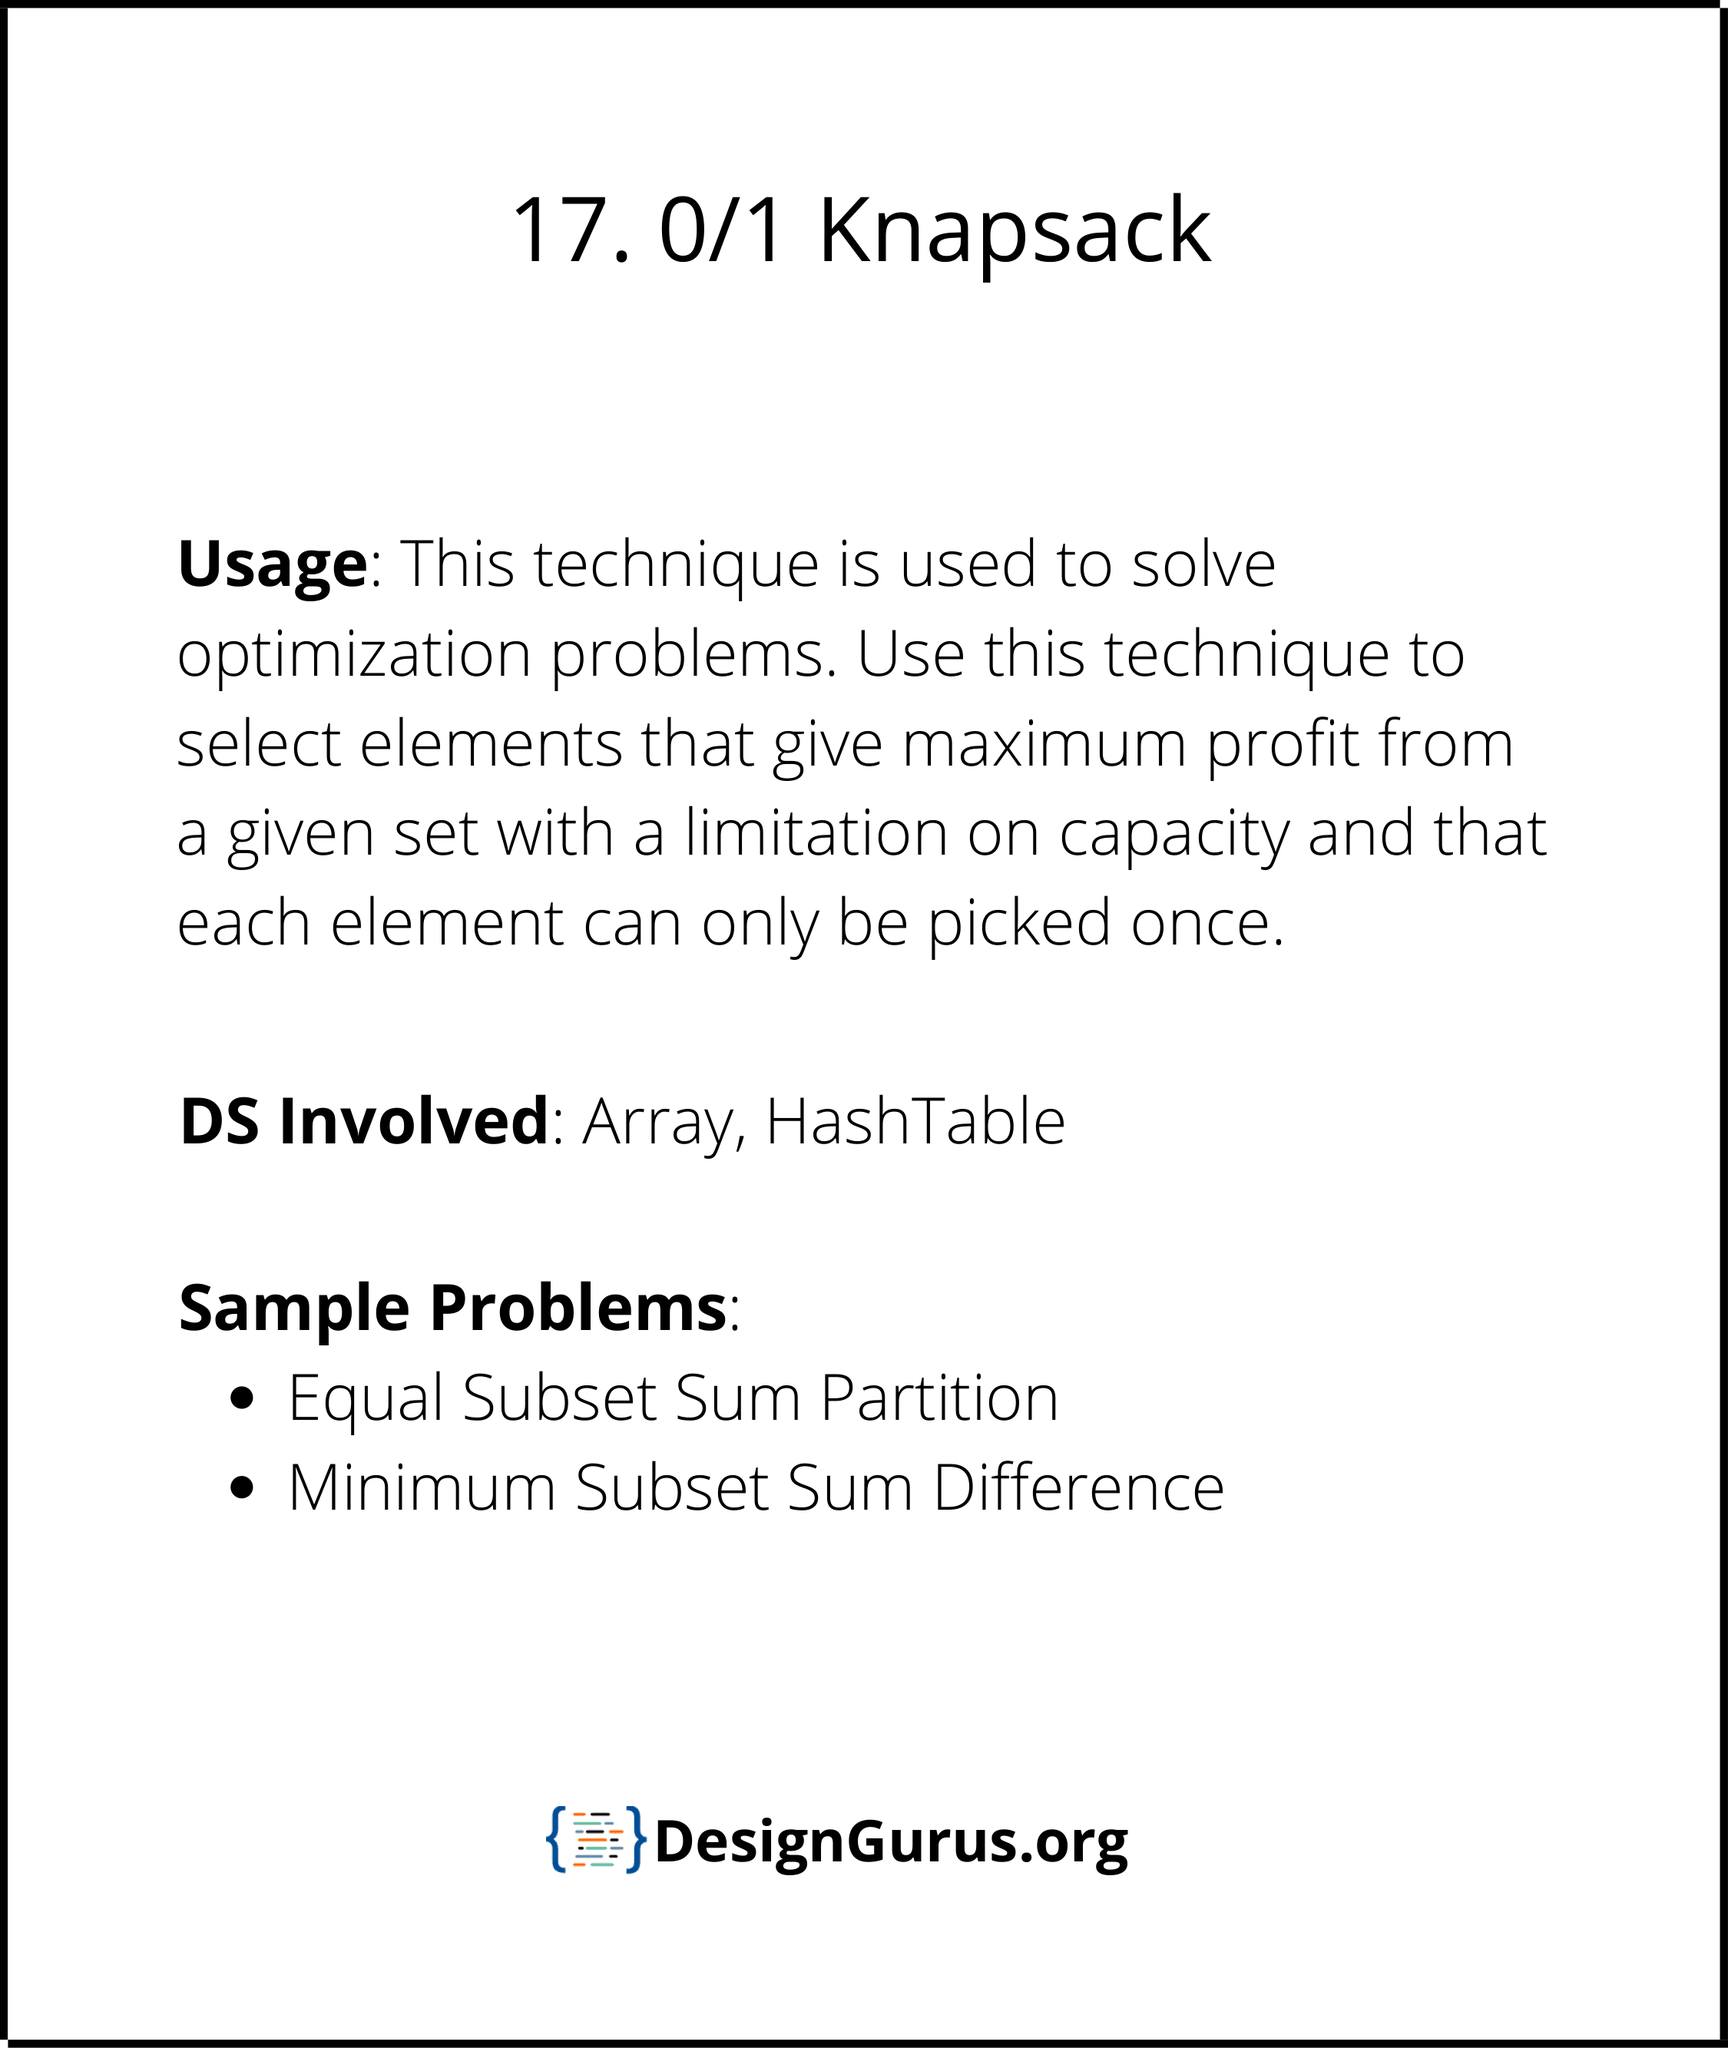 17. 0/1 Knapsack
Usage: This technique is used to solve
optimization problems. Use this technique to
select elements that give maximum profit from
a given set with a limitation on capacity and that
each element can only be picked once.
DS Involved: Array, HashTable
Sample Problems:
• Equal Subset Sum Partition
• Minimum Subset Sum Difference
DesignGurus.org